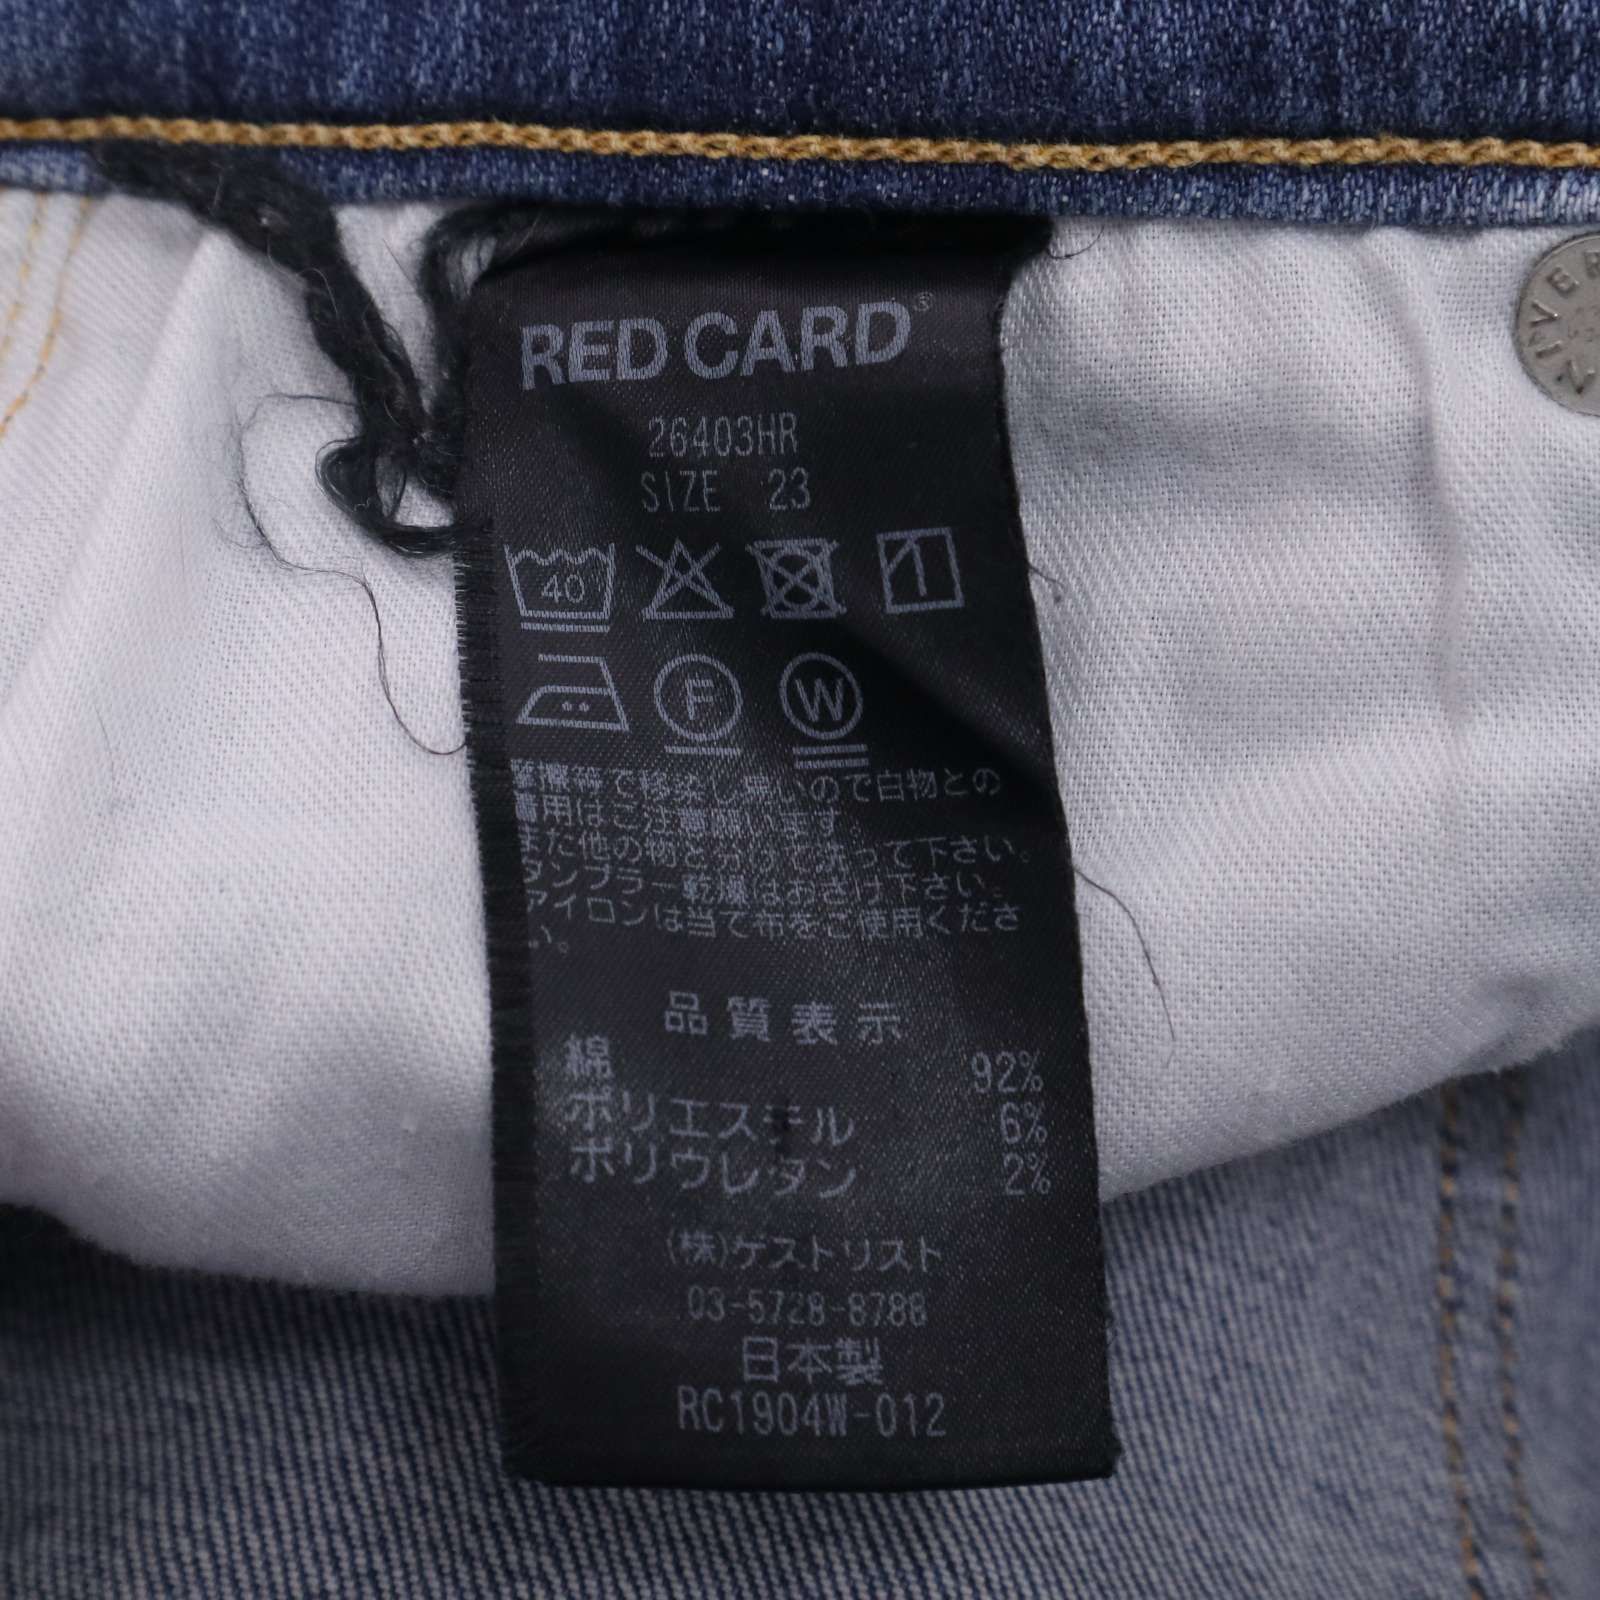 RED CARD®
26403HR
SIZE 23
40
F
W
摩擦等で移染し易いので白物との
着用はご注意願います。
また他の物と分けて洗って下さい。
タンブラー乾燥はおさけ下さい。
アイロンは当て布をご使用くださ
い。
品質表示
綿 92%
ポリエステル 6%
ポリウレタン 2%
(株)ゲストリスト
03-5728-8788
日本製
RC1904W-012